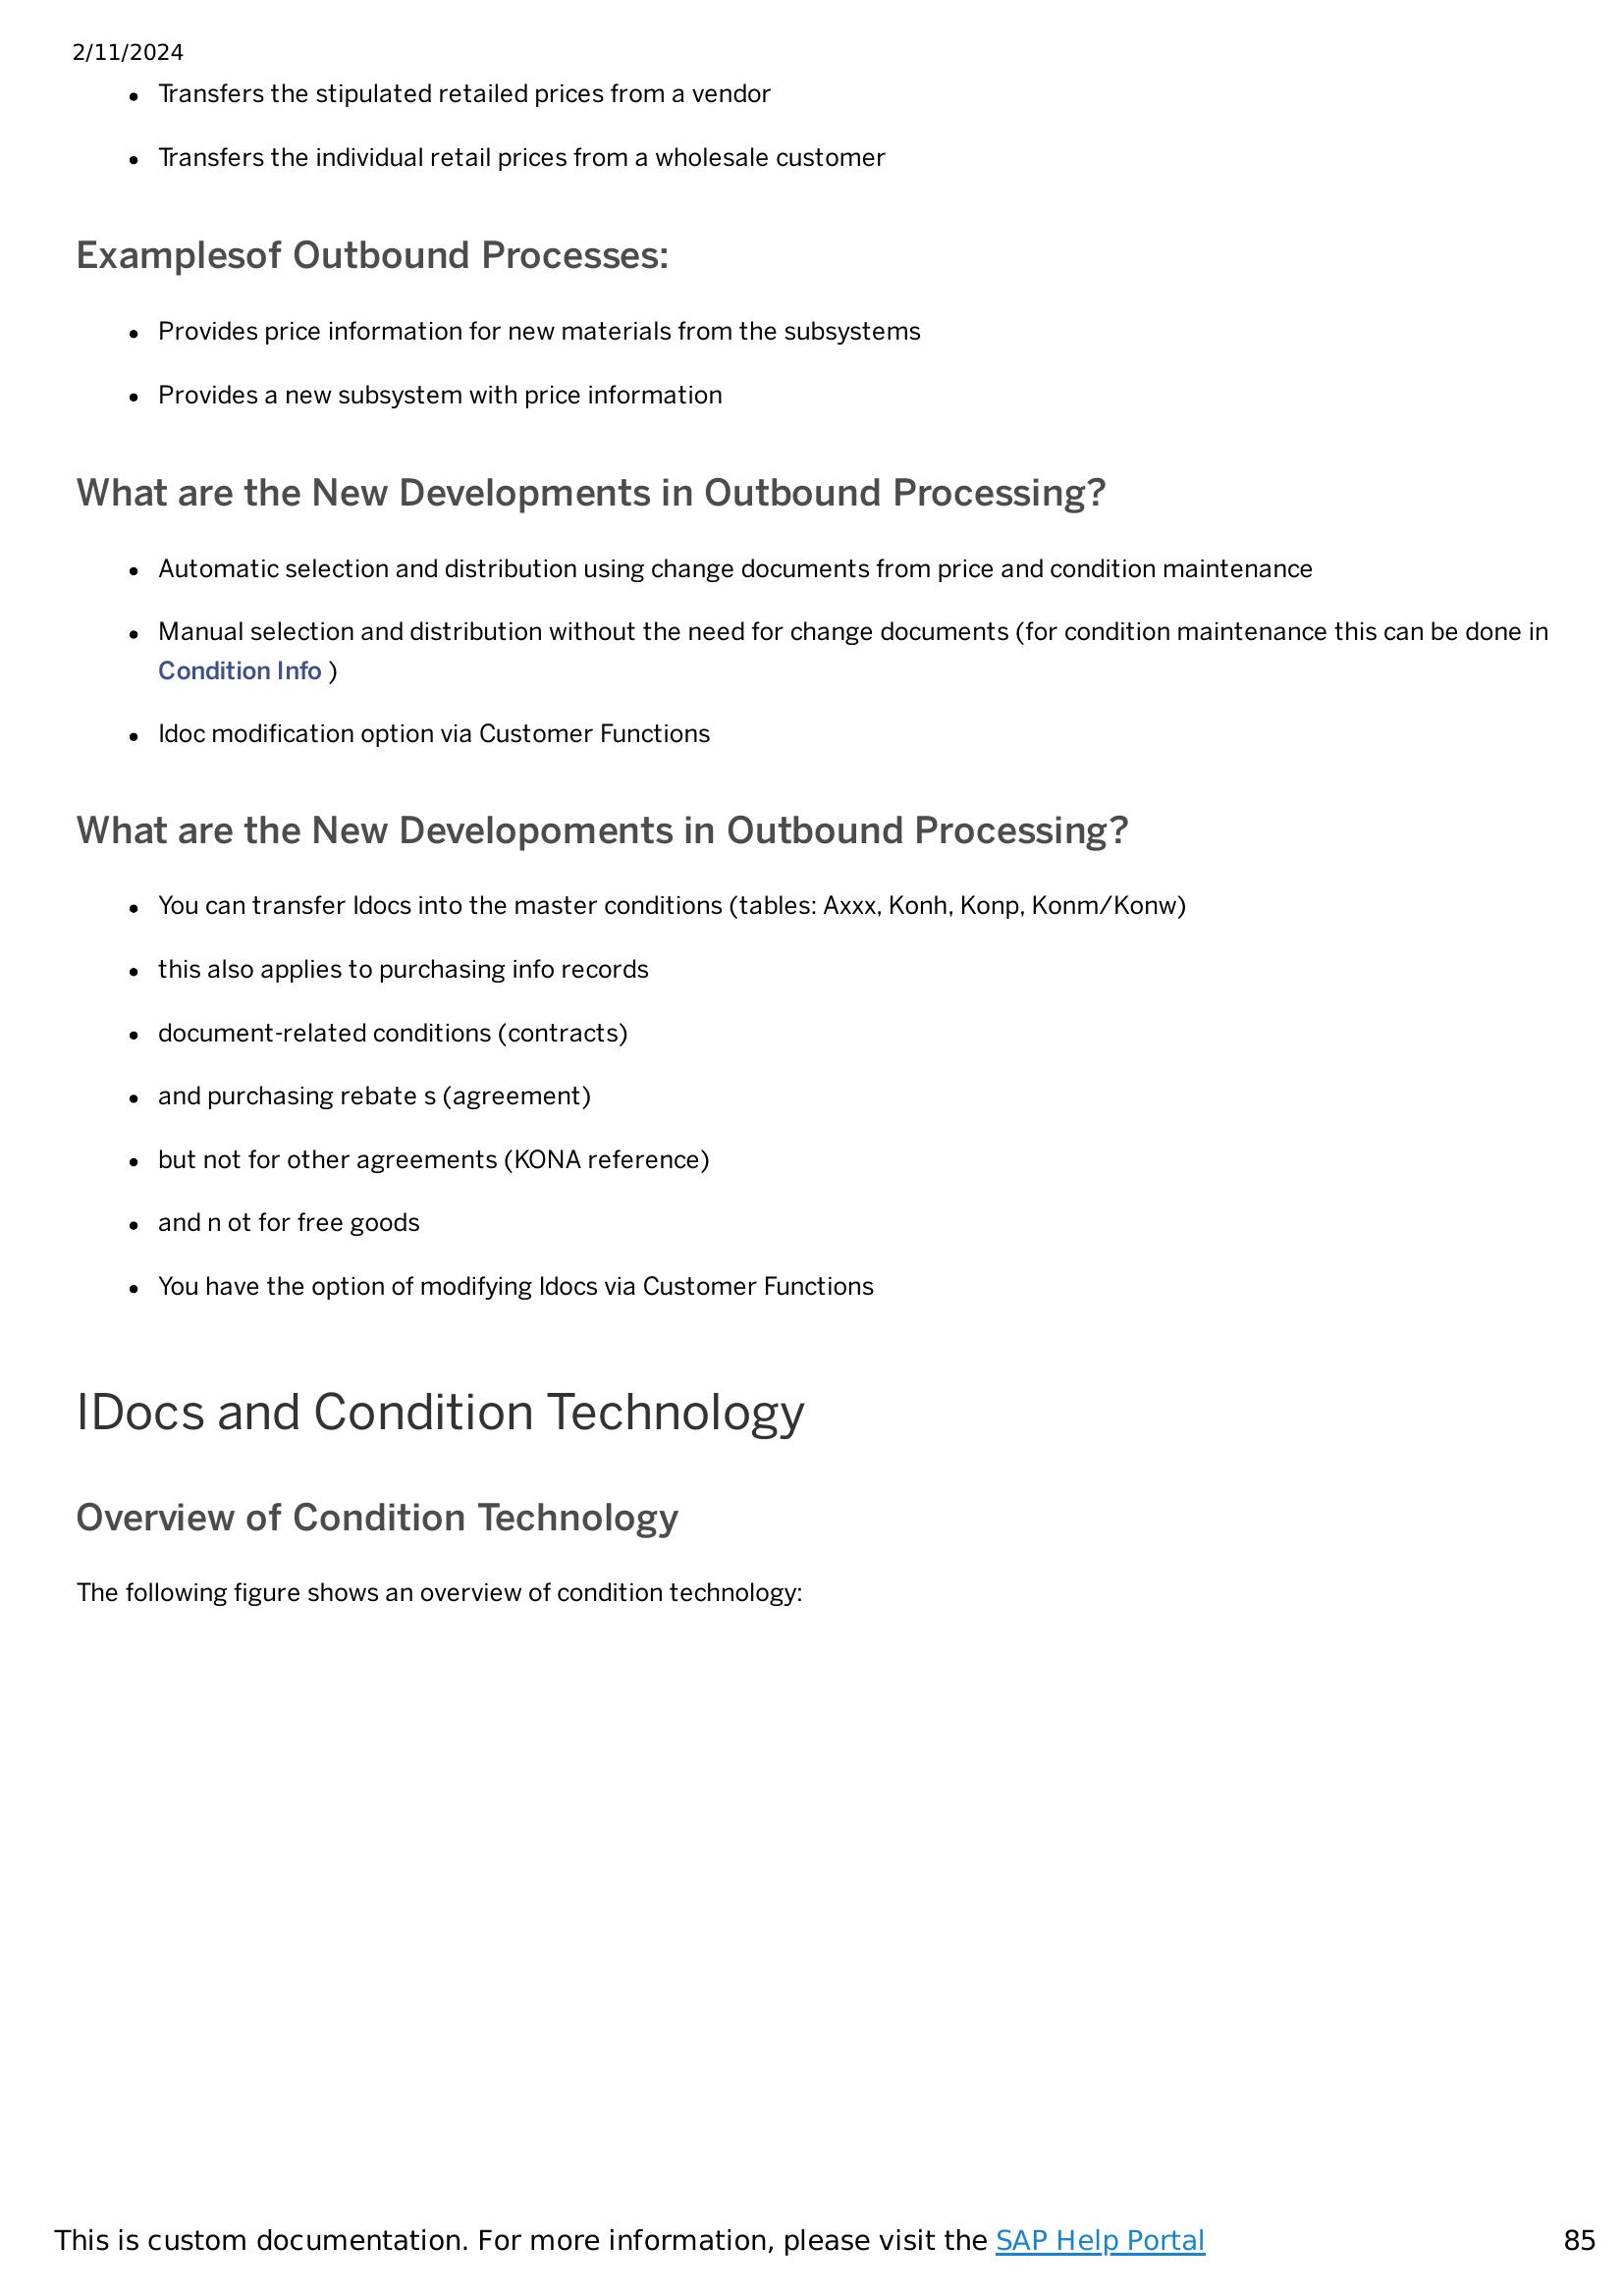 2/11/2024
• Transfers the stipulated retailed prices from a vendor
• Transfers the individual retail prices from a wholesale customer
Examplesof Outbound Processes:
• Provides price information for new materials from the subsystems
• Provides a new subsystem with price information
What are the New Developments in Outbound Processing?
• Automatic selection and distribution using change documents from price and condition maintenance
• Manual selection and distribution without the need for change documents (for condition maintenance this can be done in
Condition Info )
• Idoc modification option via Customer Functions
What are the New Developoments in Outbound Processing?
• You can transfer Idocs into the master conditions (tables: Axxx, Konh, Konp, Konm/Konw)
• this also applies to purchasing info records
• document-related conditions (contracts)
• and purchasing rebate s (agreement)
• but not for other agreements (KONA reference)
• and n ot for free goods
• You have the option of modifying Idocs via Customer Functions
IDocs and Condition Technology
Overview of Condition Technology
The following figure shows an overview of condition technology:
This is custom documentation. For more information, please visit the SAP Help Portal 85